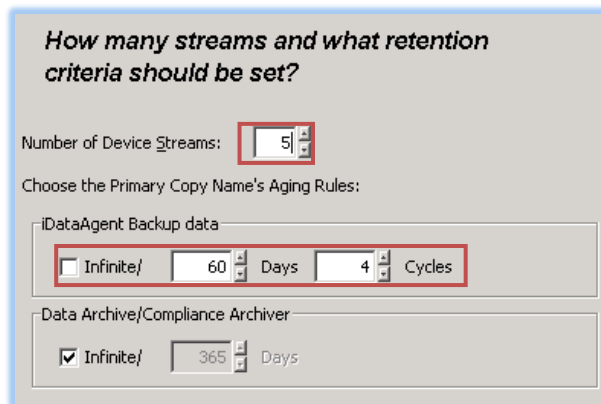 How many streams and what retention
criteria should be set?
Number of Device Streams: 5
Choose the Primary Copy Name's Aging Rules:
iDataAgent Backup data
Infinite/ 60 Days 4 Cycles
Data Archive/Compliance Archiver
Infinite/ 365 Days